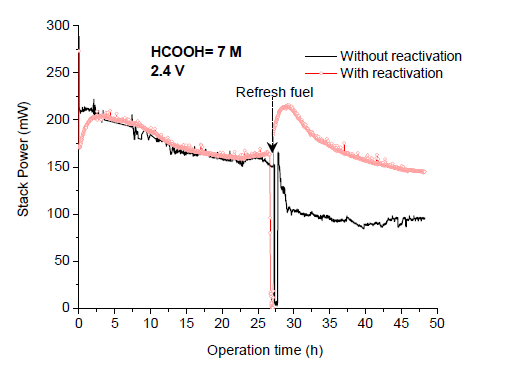 300
250
200
150
100
50
0
Stack Power (mW)
HCOOH= 7 M
2.4 V
Without reactivation
With reactivation
Refresh fuel
0 5 10 15 20 25 30 35 40 45 50
Operation time (h)